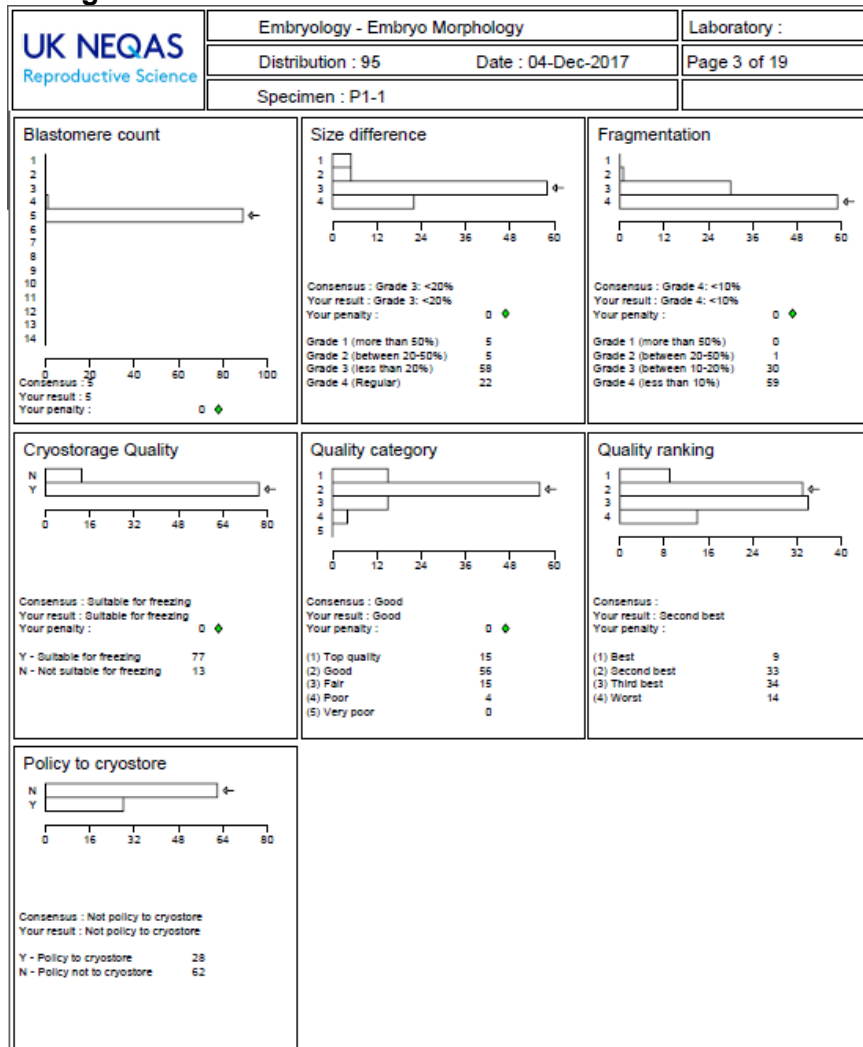 UK NEQAS
Reproductive Science
Embryology - Embryo Morphology
Laboratory :
Distribution : 95 Date : 04-Dec-2017
Page 3 of 19
Specimen : P1-1
Blastomere count
1
2
3
4
5
6
7
8
9
10
11
12
13
14
0 20 40 60 80 100
Consensus : 5
Your result : 5
Your penalty : 0
Size difference
1
2
3
4
0 12 24 36 48 60
Consensus : Grade 3: <20%
Your result : Grade 3: <20%
Your penalty : 0
Grade 1 (more than 50%) 5
Grade 2 (between 20-50%) 5
Grade 3 (less than 20%) 58
Grade 4 (Regular) 22
Fragmentation
1
2
3
4
0 12 24 36 48 60
Consensus : Grade 4: <10%
Your result : Grade 4: <10%
Your penalty : 0
Grade 1 (more than 50%) 0
Grade 2 (between 20-50%) 1
Grade 3 (between 10-20%) 30
Grade 4 (less than 10%) 59
Cryostorage Quality
N
Y
0 16 32 48 64 80
Consensus : Suitable for freezing
Your result : Suitable for freezing
Your penalty : 0
Y - Suitable for freezing 77
N - Not suitable for freezing 13
Quality category
1
2
3
4
5
0 12 24 36 48 60
Consensus : Good
Your result : Good
Your penalty : 0
(1) Top quality 15
(2) Good 56
(3) Fair 15
(4) Poor 4
(5) Very poor 0
Quality ranking
1
2
3
4
0 8 16 24 32 40
Consensus :
Your result : Second best
Your penalty :
(1) Best 9
(2) Second best 33
(3) Third best 34
(4) Worst 14
Policy to cryostore
N
Y
0 16 32 48 64 80
Consensus : Not policy to cryostore
Your result : Not policy to cryostore
Y - Policy to cryostore 28
N - Policy not to cryostore 62